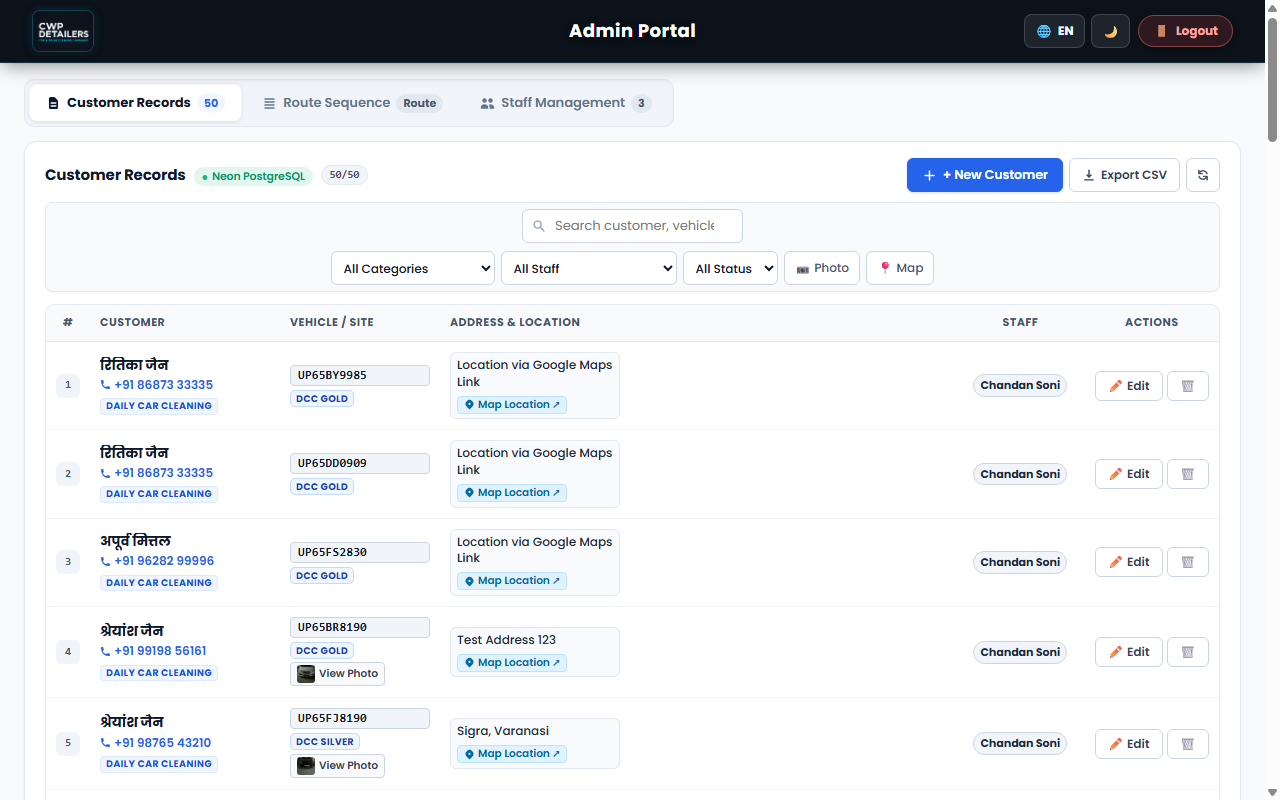 CWP
DETAILERS
Admin Portal
EN
Logout
Customer Records 50
Route Sequence Route
Staff Management 3
Customer Records
Neon PostgreSQL
50/50
+ New Customer
Export CSV
Search customer, vehicle
All Categories
All Staff
All Status
Photo
Map
# CUSTOMER VEHICLE / SITE ADDRESS & LOCATION STAFF ACTIONS
1
रितिका जैन
+91 86873 33335
DAILY CAR CLEANING
UP65BY9985
DCC GOLD
Location via Google Maps
Link
Map Location ↗
Chandan Soni
Edit
2
रितिका जैन
+91 86873 33335
DAILY CAR CLEANING
UP65DD0909
DCC GOLD
Location via Google Maps
Link
Map Location ↗
Chandan Soni
Edit
3
अपूर्व मित्तल
+91 96282 99996
DAILY CAR CLEANING
UP65FS2830
DCC GOLD
Location via Google Maps
Link
Map Location ↗
Chandan Soni
Edit
4
श्रेयांश जैन
+91 99198 56161
DAILY CAR CLEANING
UP65BR8190
DCC GOLD
View Photo
Test Address 123
Map Location ↗
Chandan Soni
Edit
5
श्रेयांश जैन
+91 98765 43210
DAILY CAR CLEANING
UP65FJ8190
DCC SILVER
View Photo
Sigra, Varanasi
Map Location ↗
Chandan Soni
Edit